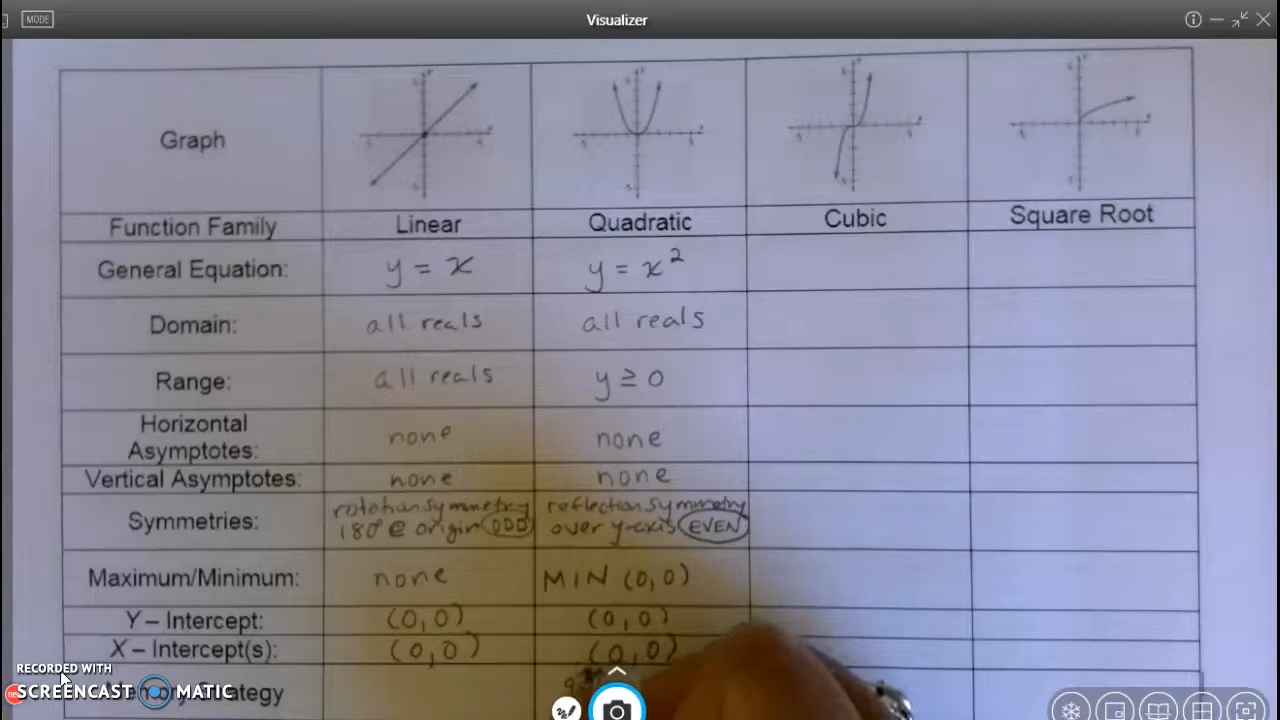 MODE
Visualizer
Graph
Function Family Linear Quadratic Cubic Square Root
General Equation: y = x y = x²
Domain: all reals all reals
Range: all reals y ≥ 0
Horizontal
Asymptotes: none none
Vertical Asymptotes: none none
Symmetries: rotation symmetry reflection symmetry
180° @ origin ODD over y-axis EVEN
Maximum/Minimum: none MIN (0,0)
Y – Intercept: (0,0) (0,0)
X – Intercept(s): (0,0) (0,0)
RECORDED WITH
SCREENCAST MATIC
Strategy